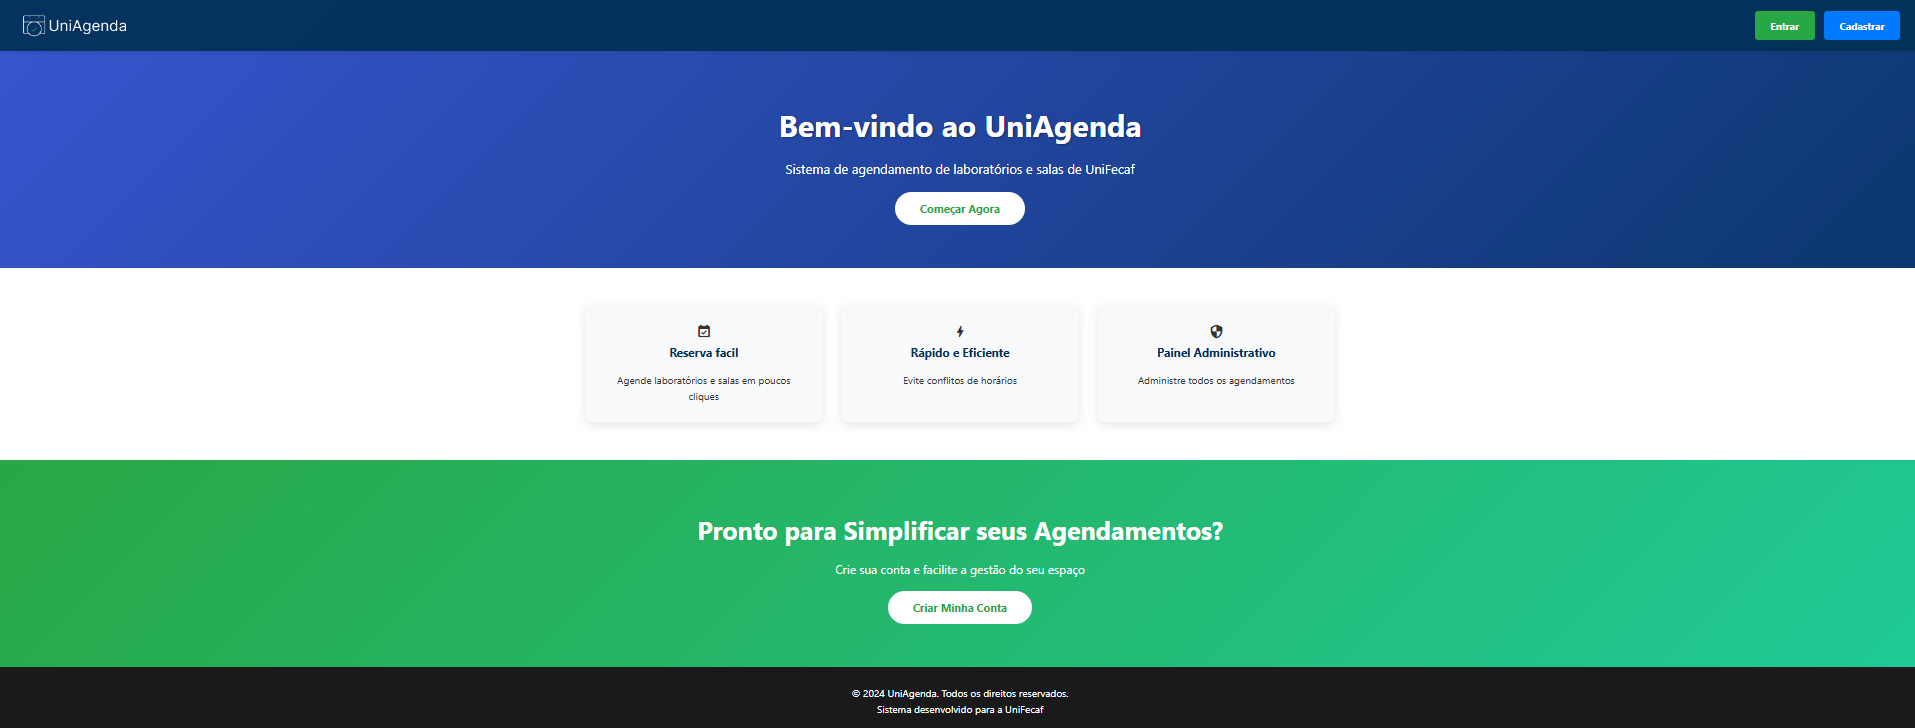 UniAgenda
Entrar
Cadastrar
Bem-vindo ao UniAgenda
Sistema de agendamento de laboratórios e salas de UniFecaf
Começar Agora
Reserva facil
Agende laboratórios e salas em poucos
cliques
Rápido e Eficiente
Evite conflitos de horários
Painel Administrativo
Administre todos os agendamentos
Pronto para Simplificar seus Agendamentos?
Crie sua conta e facilite a gestão do seu espaço
Criar Minha Conta
© 2024 UniAgenda. Todos os direitos reservados.
Sistema desenvolvido para a UniFecaf